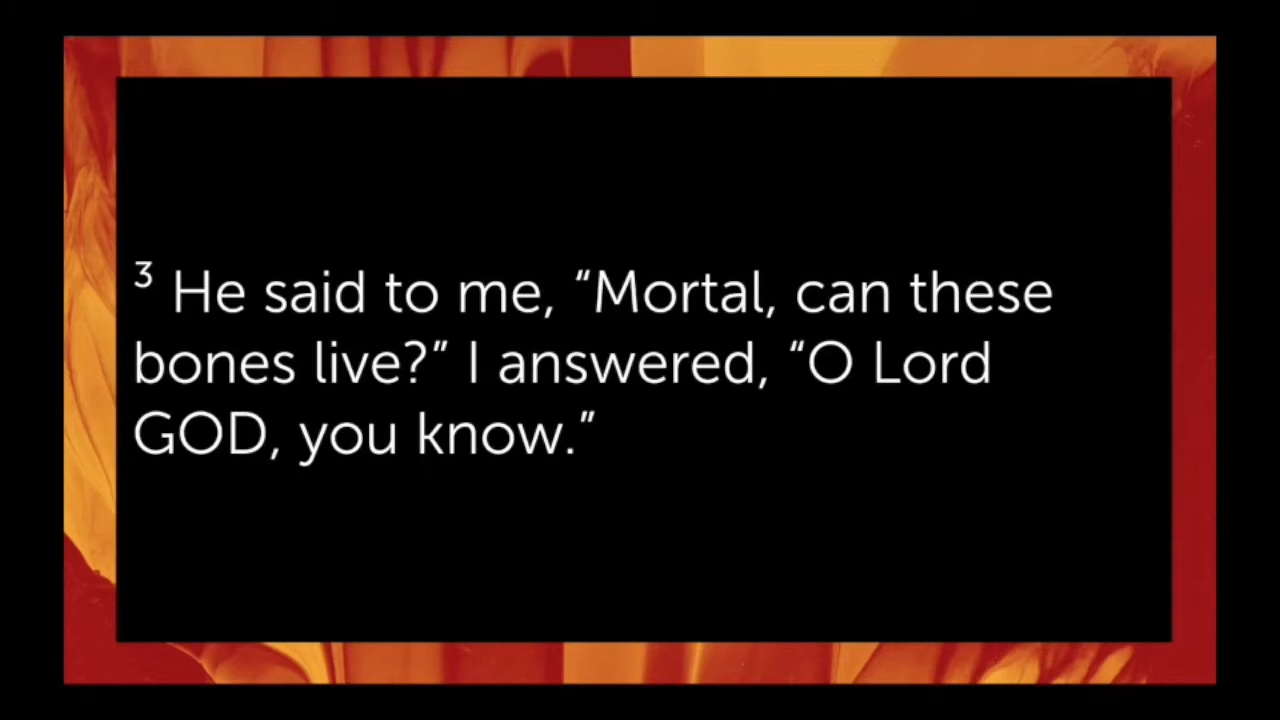 ³ He said to me, “Mortal, can these
bones live?” I answered, “O Lord
GOD, you know.”